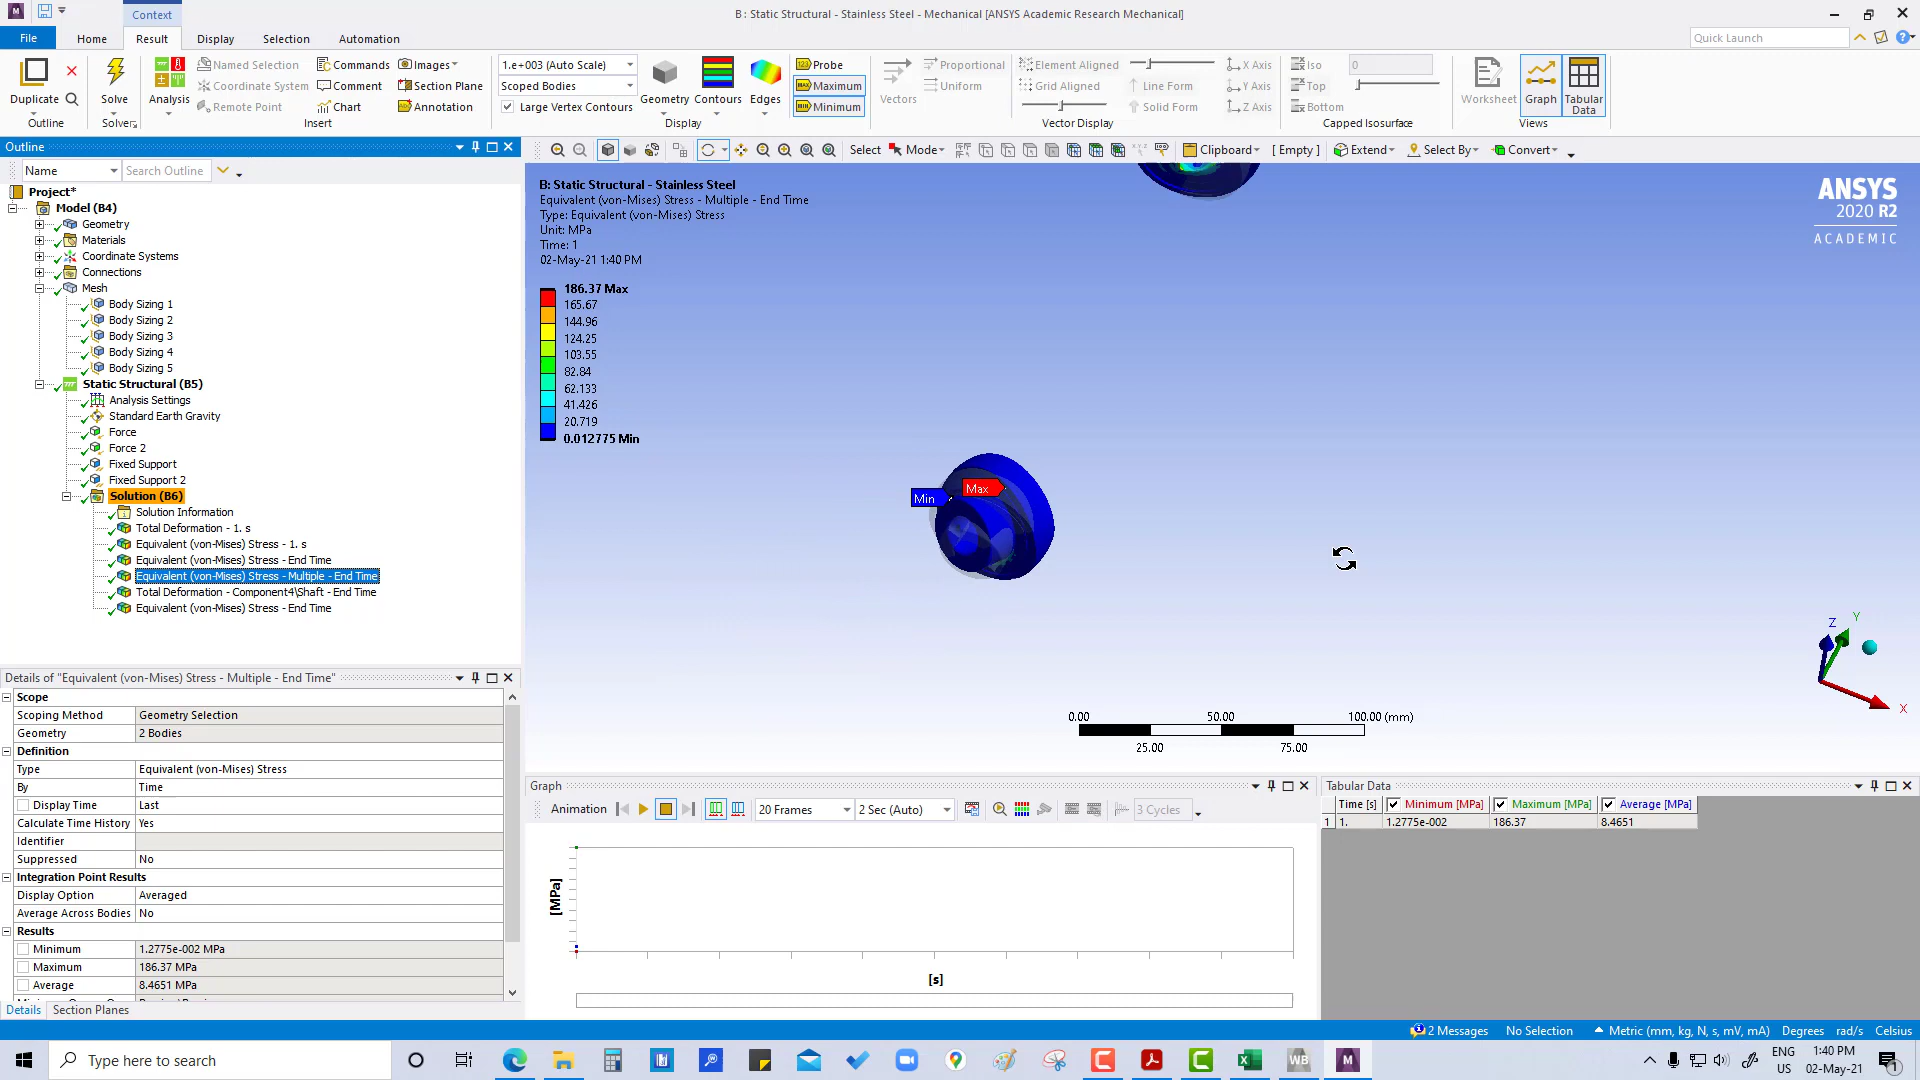 B : Static Structural - Stainless Steel - Mechanical [ANSYS Academic Research Mechanical]
Context
File
Home
Result
Display
Selection
Automation
Quick Launch
Duplicate
Outline
Solve
Solver
Analysis
Named Selection
Coordinate System
Remote Point
Commands
Comment
Chart
Images
Section Plane
Annotation
Insert
1.e+003 (Auto Scale)
Scoped Bodies
Large Vertex Contours
Geometry
Contours
Edges
Display
Probe
Maximum
Minimum
Vectors
Proportional
Uniform
Element Aligned
Grid Aligned
Line Form
Solid Form
X Axis
Y Axis
Z Axis
Vector Display
Iso
Top
Bottom
0
Capped Isosurface
Worksheet
Graph
Tabular
Data
Views
Outline
Name
Search Outline
Select
Mode
Clipboard
[ Empty ]
Extend
Select By
Convert
Project*
Model (B4)
Geometry
Materials
Coordinate Systems
Connections
Mesh
Body Sizing 1
Body Sizing 2
Body Sizing 3
Body Sizing 4
Body Sizing 5
Static Structural (B5)
Analysis Settings
Standard Earth Gravity
Force
Force 2
Fixed Support
Fixed Support 2
Solution (B6)
Solution Information
Total Deformation - 1. s
Equivalent (von-Mises) Stress - 1. s
Equivalent (von-Mises) Stress - End Time
Equivalent (von-Mises) Stress - Multiple - End Time
Total Deformation - Component4\Shaft - End Time
Equivalent (von-Mises) Stress - End Time
B: Static Structural - Stainless Steel
Equivalent (von-Mises) Stress - Multiple - End Time
Type: Equivalent (von-Mises) Stress
Unit: MPa
Time: 1
02-May-21 1:40 PM
186.37 Max
165.67
144.96
124.25
103.55
82.84
62.133
41.426
20.719
0.012775 Min
ANSYS
2020 R2
ACADEMIC
Min
Max
Z
Y
X
0.00
50.00
100.00 (mm)
25.00
75.00
Details of "Equivalent (von-Mises) Stress - Multiple - End Time"
Scope
Scoping Method
Geometry Selection
Geometry
2 Bodies
Definition
Type
Equivalent (von-Mises) Stress
By
Time
Display Time
Last
Calculate Time History
Yes
Identifier
Suppressed
No
Integration Point Results
Display Option
Averaged
Average Across Bodies
No
Results
Minimum
1.2775e-002 MPa
Maximum
186.37 MPa
Average
8.4651 MPa
Details
Section Planes
Graph
Animation
20 Frames
2 Sec (Auto)
3 Cycles
[MPa]
[s]
Tabular Data
Time [s]
Minimum [MPa]
Maximum [MPa]
Average [MPa]
1
1.
1.2775e-002
186.37
8.4651
2 Messages
No Selection
Metric (mm, kg, N, s, mV, mA)
Degrees
rad/s
Celsius
Type here to search
WB
M
ENG
US
1:40 PM
02-May-21
1